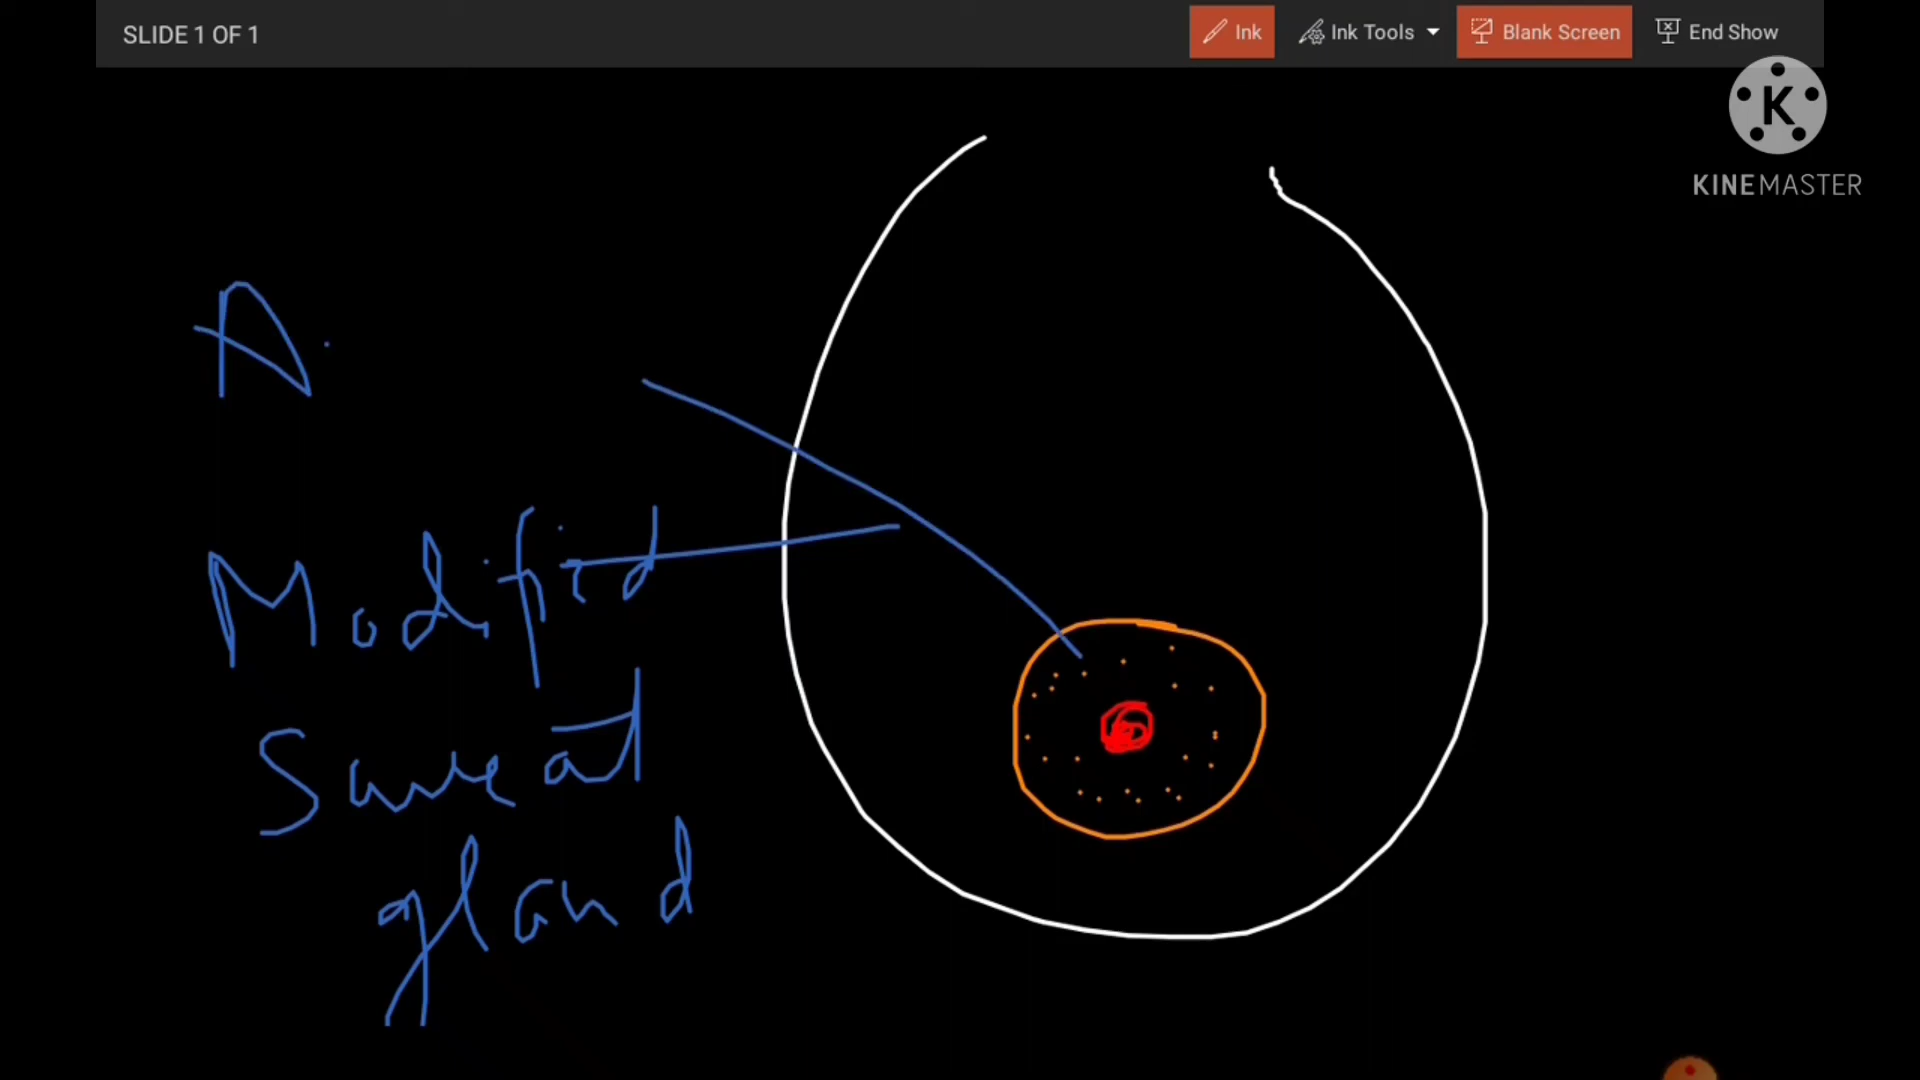 SLIDE 1 OF 1
Ink
Ink Tools
Blank Screen
End Show
K
KINEMASTER
A.
Modified
Sweat
gland